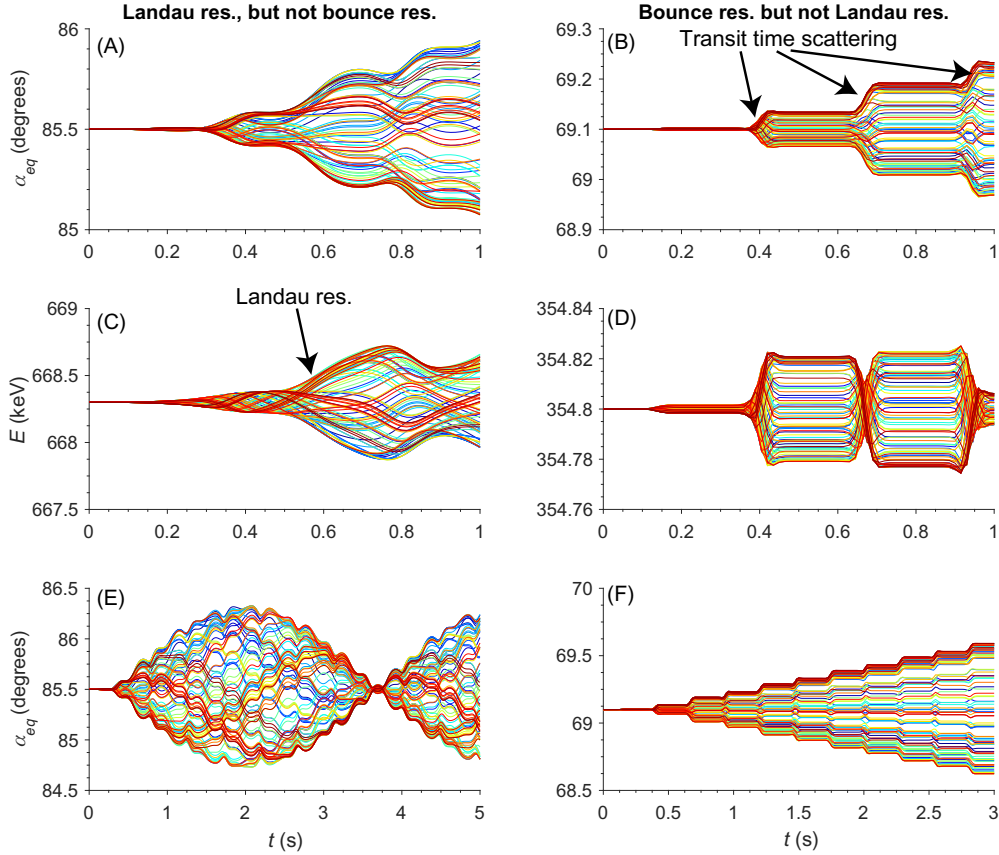 Landau res., but not bounce res.
Bounce res. but not Landau res.
(A)
86
85.5
85
α_eq (degrees)
0 0.2 0.4 0.6 0.8 1
(B)
Transit time scattering
69.3
69.2
69.1
69
68.9
0 0.2 0.4 0.6 0.8 1
(C)
Landau res.
669
668.5
668
667.5
E (keV)
0 0.2 0.4 0.6 0.8 1
(D)
354.84
354.82
354.8
354.78
354.76
0 0.2 0.4 0.6 0.8 1
(E)
86.5
86
85.5
85
84.5
α_eq (degrees)
0 1 2 3 4 5
t (s)
(F)
70
69.5
69
68.5
0 0.5 1 1.5 2 2.5 3
t (s)